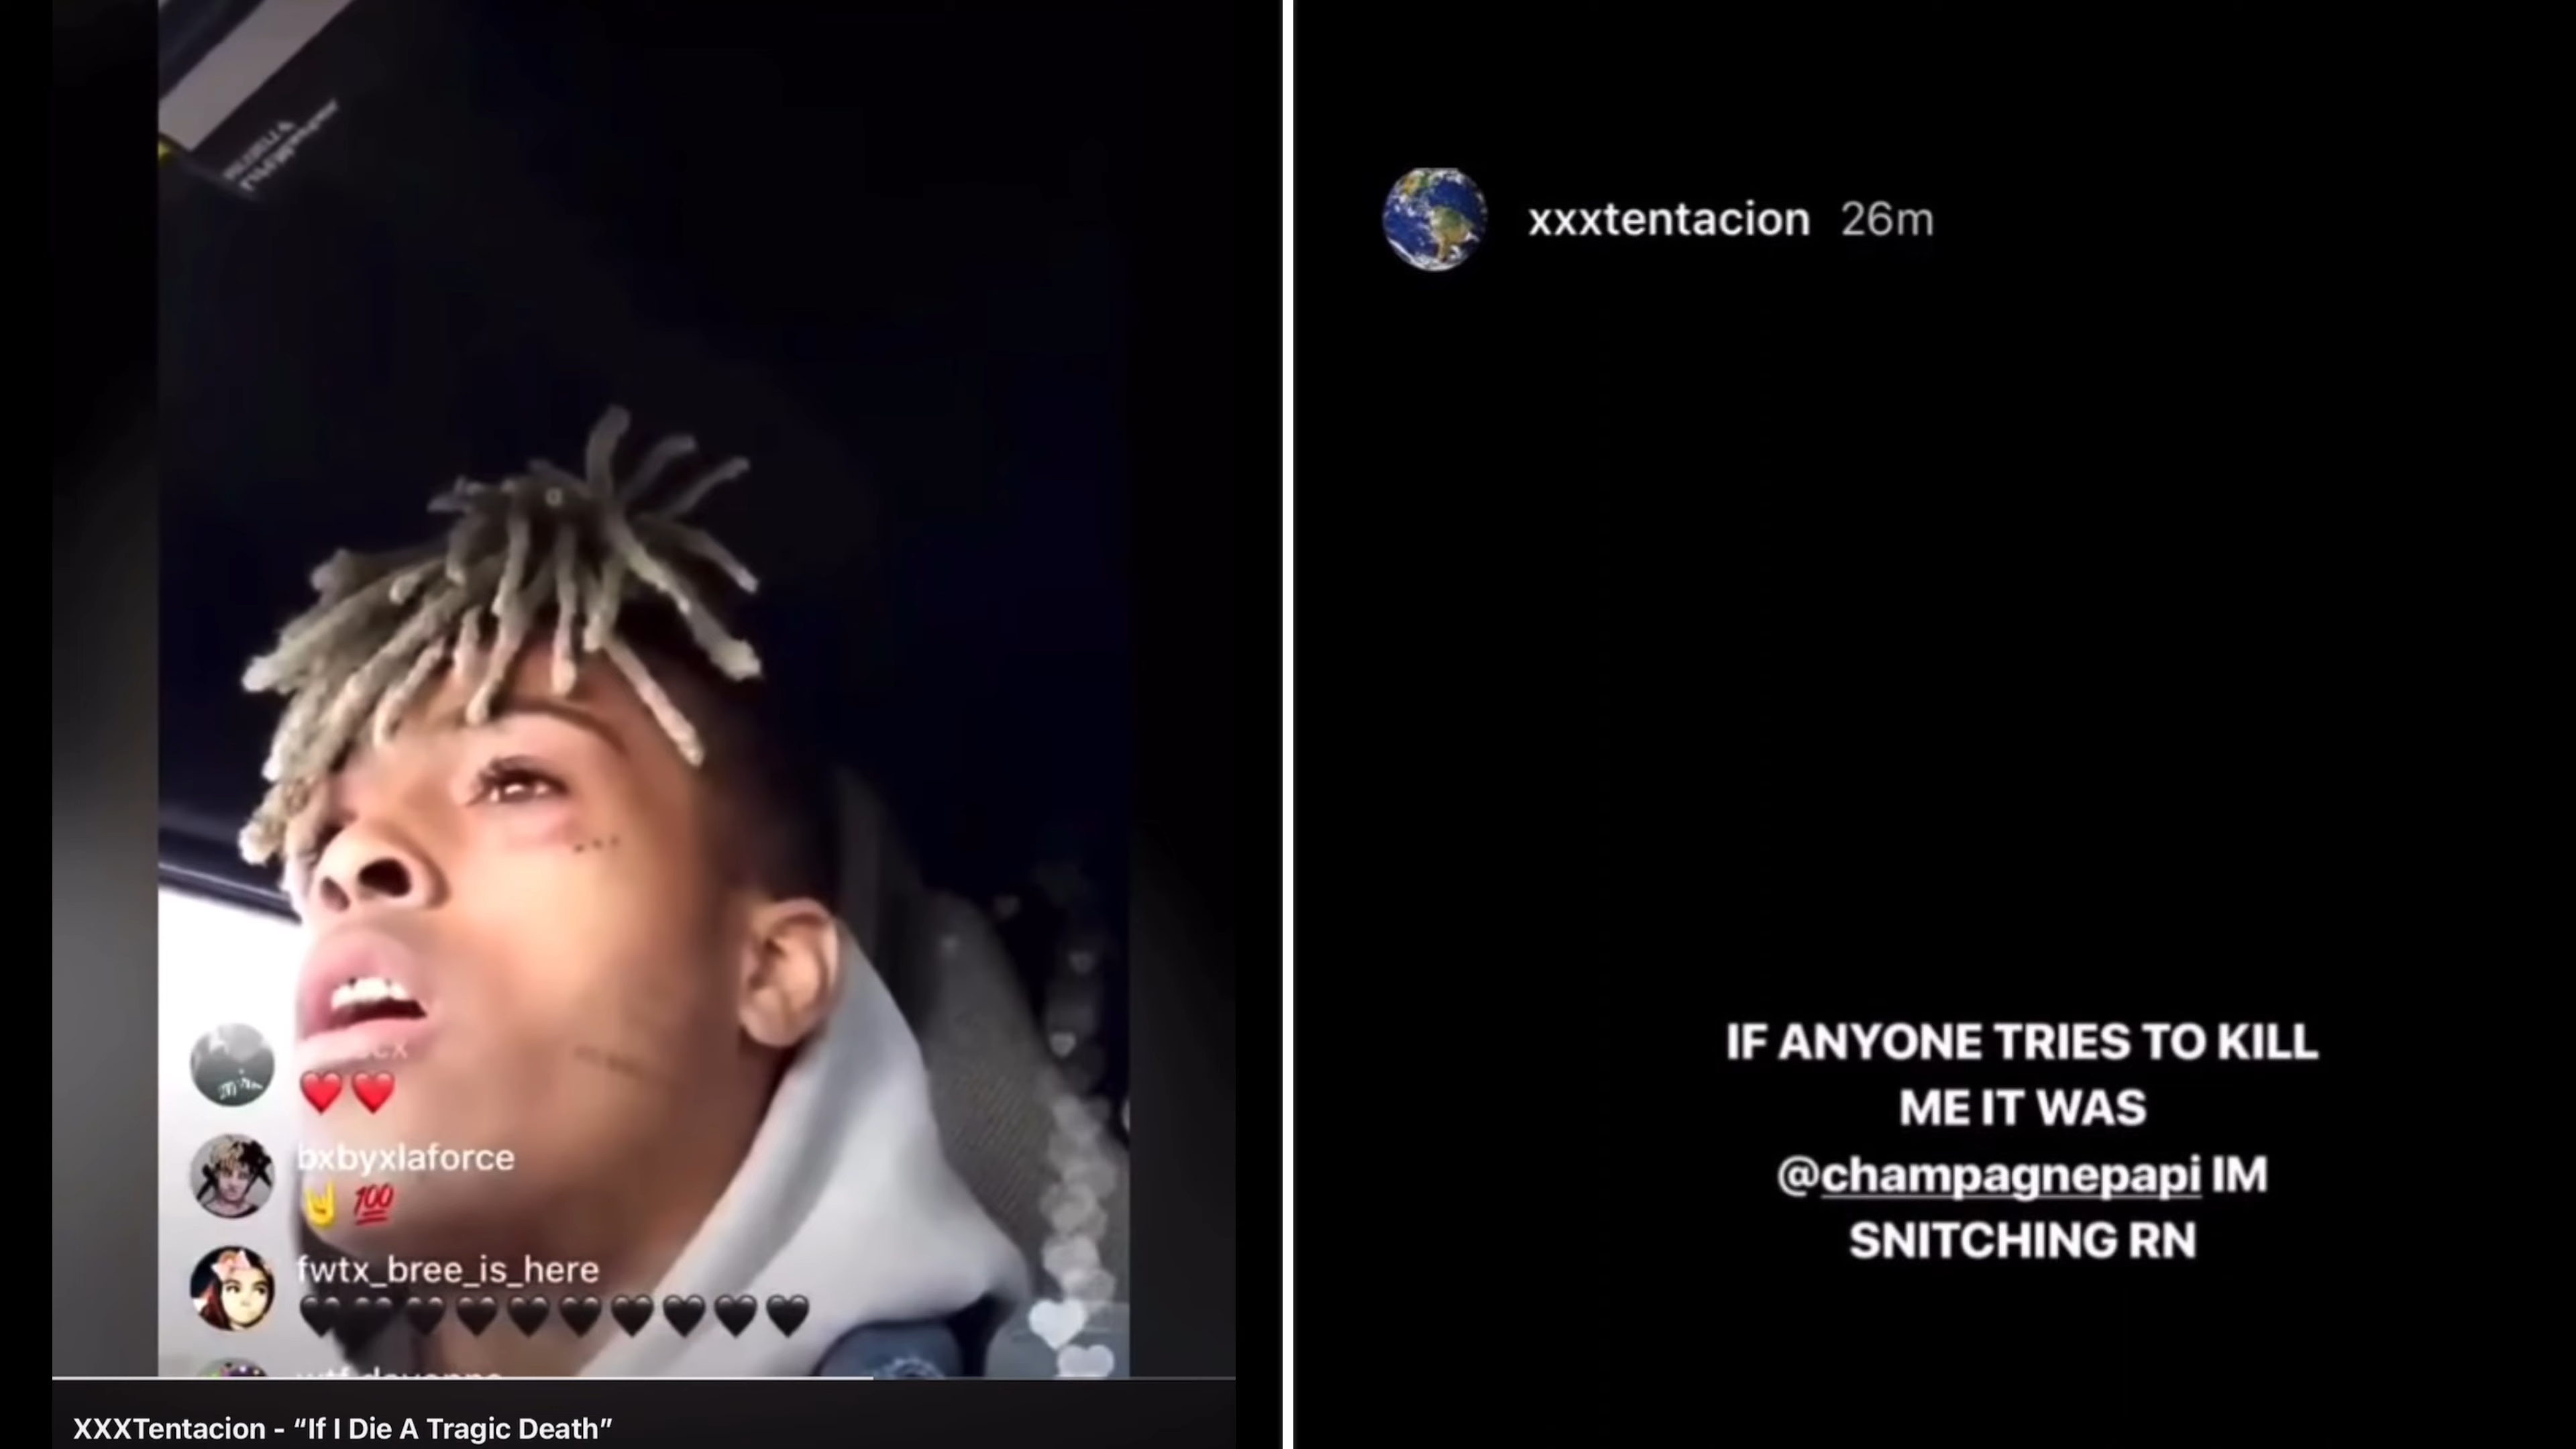 ❤️❤️
bxbyxlaforce
🤘 💯
fwtx_bree_is_here
🖤🖤🖤🖤🖤🖤🖤🖤🖤🖤
XXXTentacion - “If I Die A Tragic Death”
xxxtentacion 26m
IF ANYONE TRIES TO KILL
ME IT WAS
@champagnepapi IM
SNITCHING RN